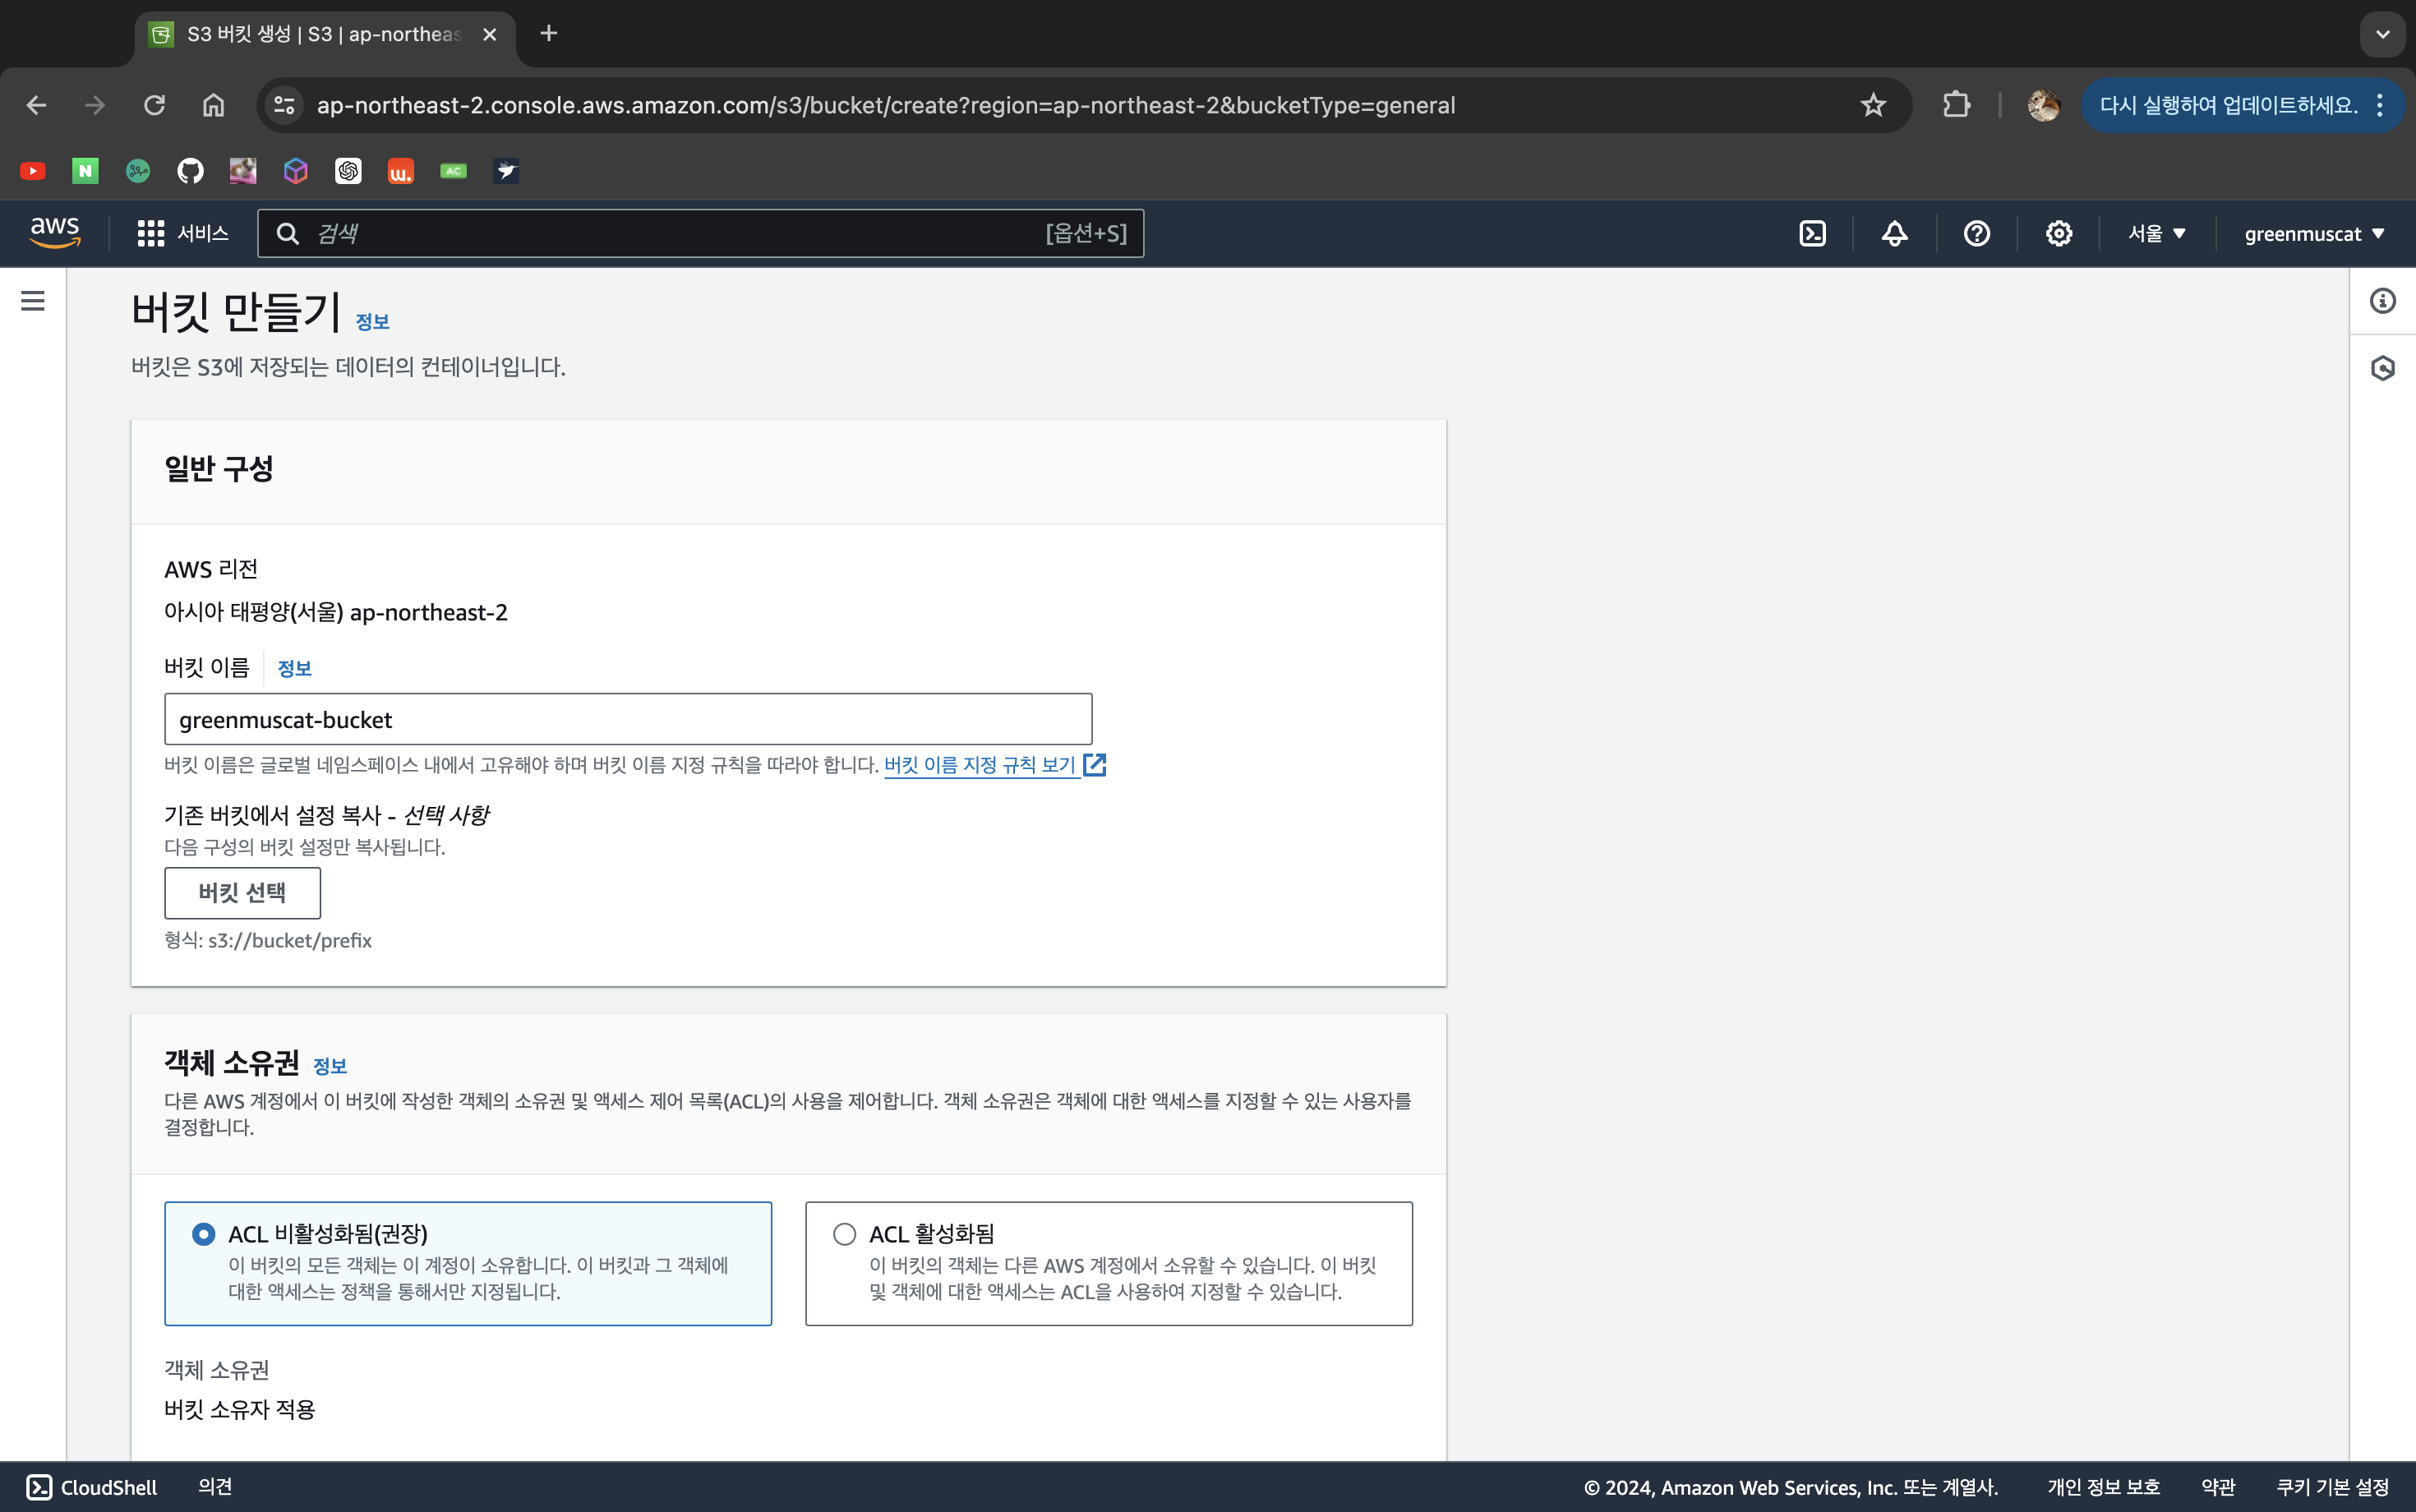 S3 버킷 생성 | S3 | ap-northeas
ap-northeast-2.console.aws.amazon.com/s3/bucket/create?region=ap-northeast-2&bucketType=general
다시 실행하여 업데이트하세요.
N
w.
AC
aws
서비스
검색
[옵션+S]
서울
greenmuscat
버킷 만들기 정보
버킷은 S3에 저장되는 데이터의 컨테이너입니다.
일반 구성
AWS 리전
아시아 태평양(서울) ap-northeast-2
버킷 이름 정보
greenmuscat-bucket
버킷 이름은 글로벌 네임스페이스 내에서 고유해야 하며 버킷 이름 지정 규칙을 따라야 합니다. 버킷 이름 지정 규칙 보기
기존 버킷에서 설정 복사 - 선택 사항
다음 구성의 버킷 설정만 복사됩니다.
버킷 선택
형식: s3://bucket/prefix
객체 소유권 정보
다른 AWS 계정에서 이 버킷에 작성한 객체의 소유권 및 액세스 제어 목록(ACL)의 사용을 제어합니다. 객체 소유권은 객체에 대한 액세스를 지정할 수 있는 사용자를
결정합니다.
ACL 비활성화됨(권장)
이 버킷의 모든 객체는 이 계정이 소유합니다. 이 버킷과 그 객체에
대한 액세스는 정책을 통해서만 지정됩니다.
ACL 활성화됨
이 버킷의 객체는 다른 AWS 계정에서 소유할 수 있습니다. 이 버킷
및 객체에 대한 액세스는 ACL을 사용하여 지정할 수 있습니다.
객체 소유권
버킷 소유자 적용
CloudShell
의견
© 2024, Amazon Web Services, Inc. 또는 계열사.
개인 정보 보호
약관
쿠키 기본 설정